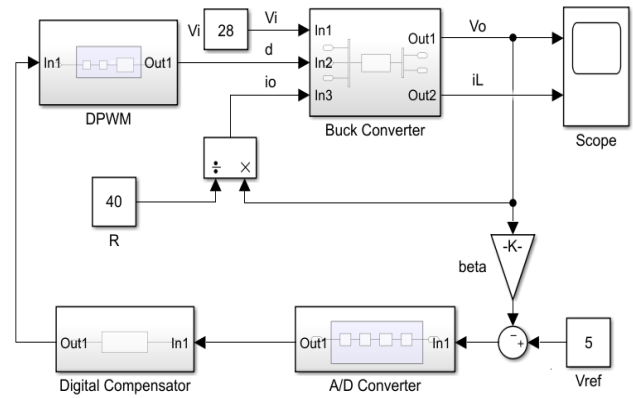 Vi
28
Vi
In1
Out1
Vo
d
In2
In1
Out1
io
In3
Out2
iL
DPWM
Buck Converter
Scope
÷ ×
40
R
-K-
beta
Out1
In1
Out1
In1
− +
5
Digital Compensator
A/D Converter
Vref